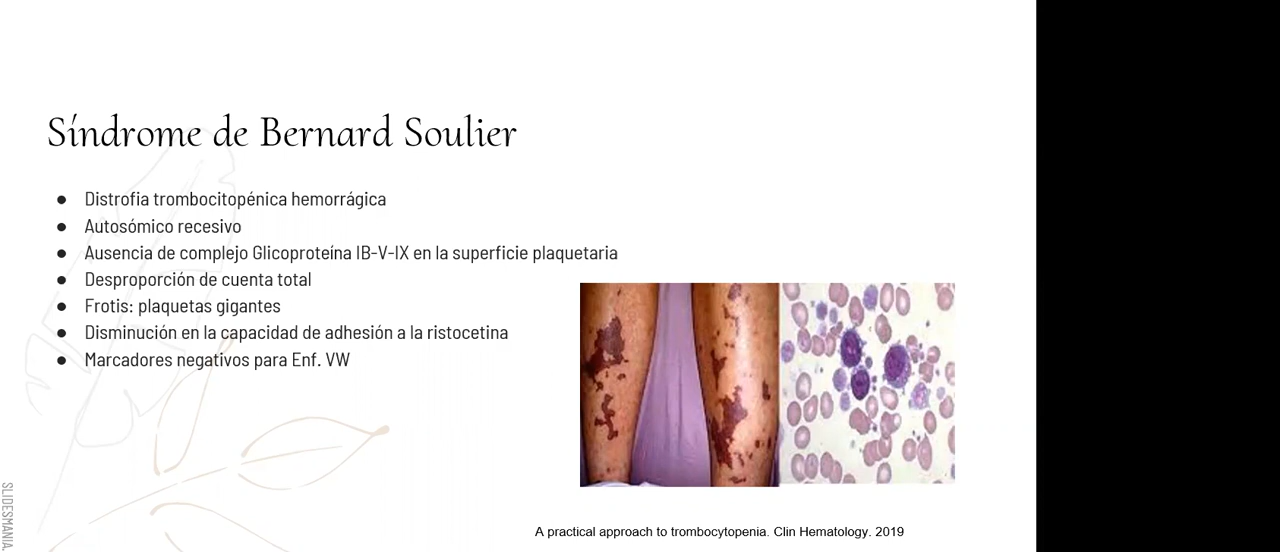 Síndrome de Bernard Soulier
● Distrofia trombocitopénica hemorrágica
● Autosómico recesivo
● Ausencia de complejo Glicoproteína IB-V-IX en la superficie plaquetaria
● Desproporción de cuenta total
● Frotis: plaquetas gigantes
● Disminución en la capacidad de adhesión a la ristocetina
● Marcadores negativos para Enf. VW
A practical approach to trombocytopenia. Clin Hematology. 2019
SLIDESMANIA